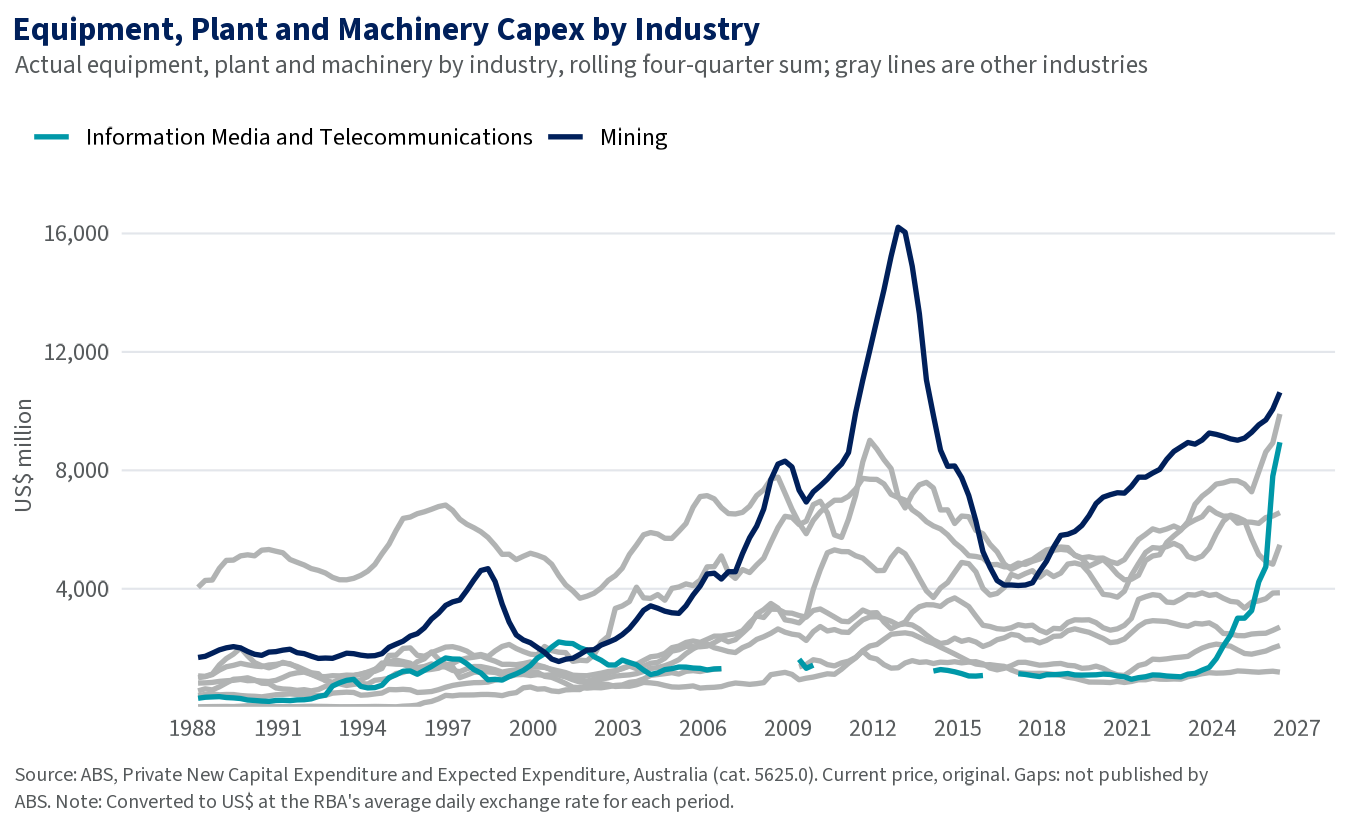 Equipment, Plant and Machinery Capex by Industry
Actual equipment, plant and machinery by industry, rolling four-quarter sum; gray lines are other industries
Information Media and Telecommunications
Mining
US$ million
16,000
12,000
8,000
4,000
1988 1991 1994 1997 2000 2003 2006 2009 2012 2015 2018 2021 2024 2027
Source: ABS, Private New Capital Expenditure and Expected Expenditure, Australia (cat. 5625.0). Current price, original. Gaps: not published by
ABS. Note: Converted to US$ at the RBA's average daily exchange rate for each period.